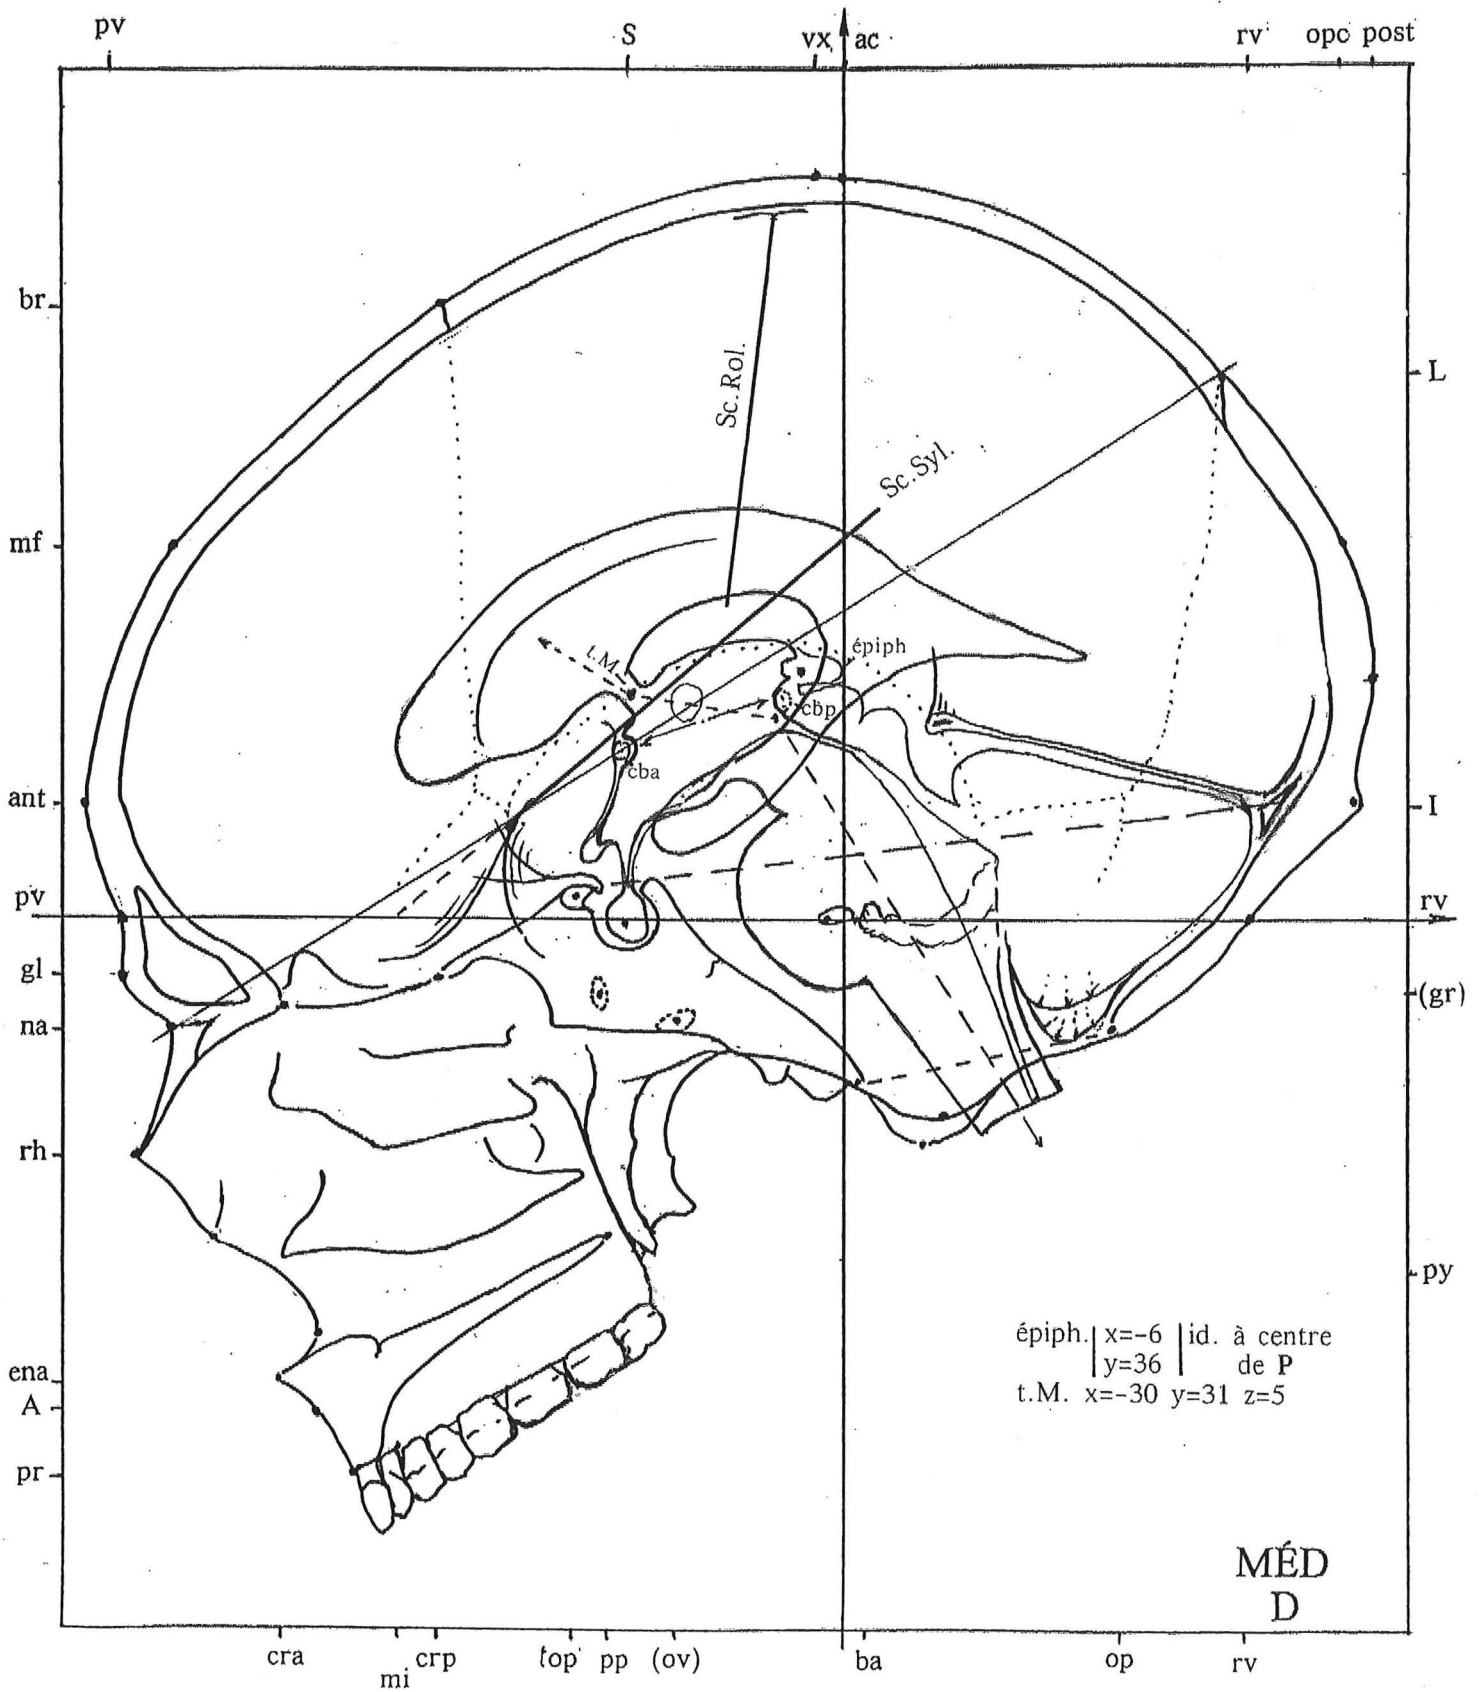 pv S vx ac rv' opc post
br
L
Sc. Rol.
Sc. Syl.
mf
épiph
t.M.
cbp
cba
ant
I
pv
rv
gl
(gr)
na
rh
py
épiph. x=-6 id. à centre
y=36 de P
t.M. x=-30 y=31 z=5
ena
A
pr
MÉD
D
cra mi crp top' pp (ov) ba op rv